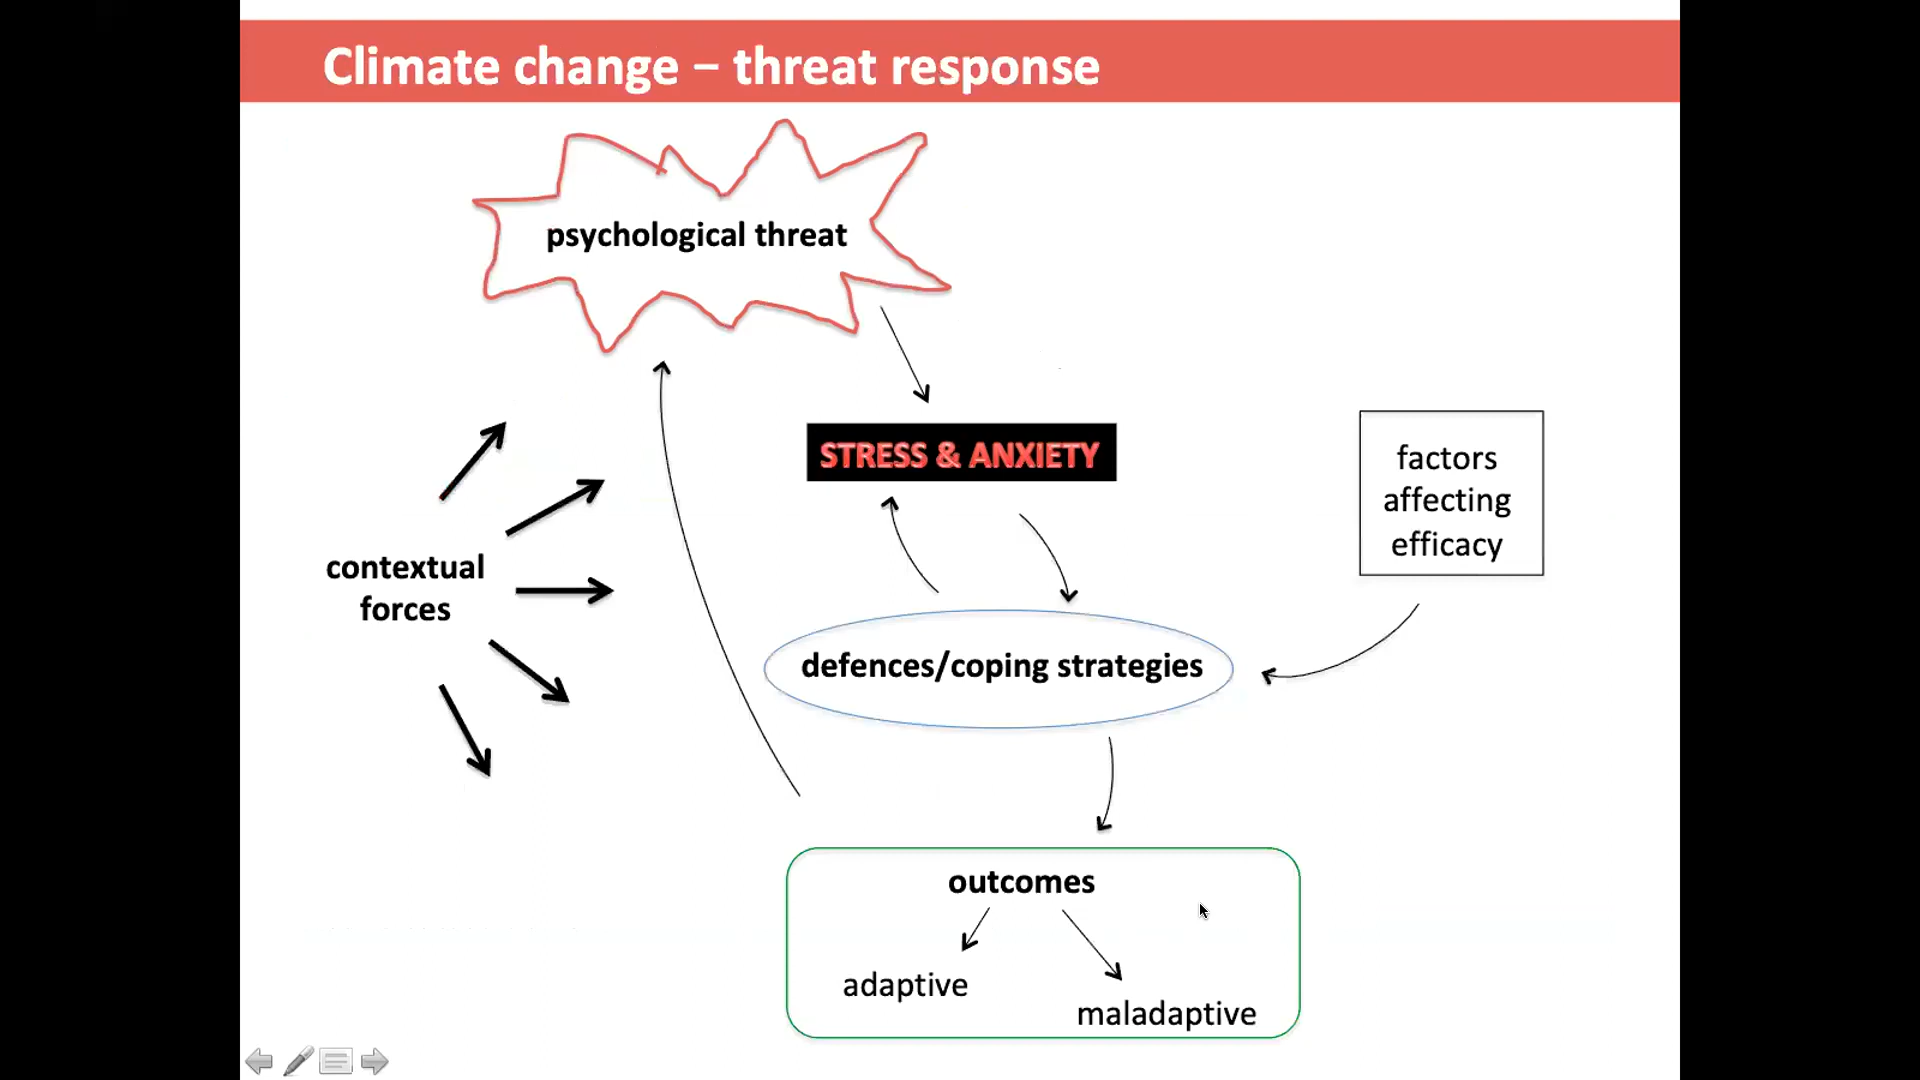 Climate change – threat response
psychological threat
STRESS & ANXIETY
factors
affecting
efficacy
contextual
forces
defences/coping strategies
outcomes
adaptive
maladaptive